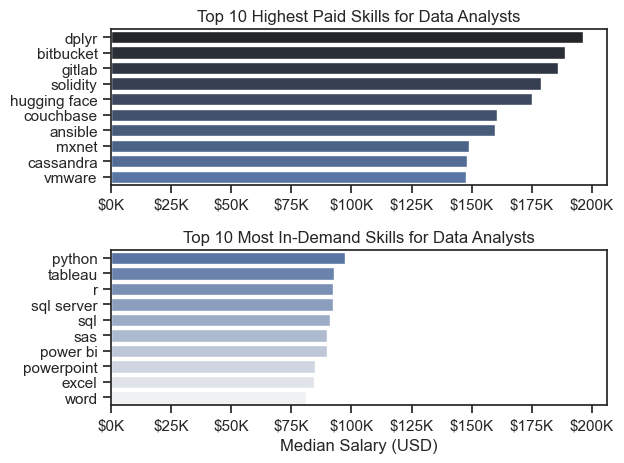 Top 10 Highest Paid Skills for Data Analysts
dplyr
bitbucket
gitlab
solidity
hugging face
couchbase
ansible
mxnet
cassandra
vmware
$0K $25K $50K $75K $100K $125K $150K $175K $200K
Top 10 Most In-Demand Skills for Data Analysts
python
tableau
r
sql server
sql
sas
power bi
powerpoint
excel
word
$0K $25K $50K $75K $100K $125K $150K $175K $200K
Median Salary (USD)